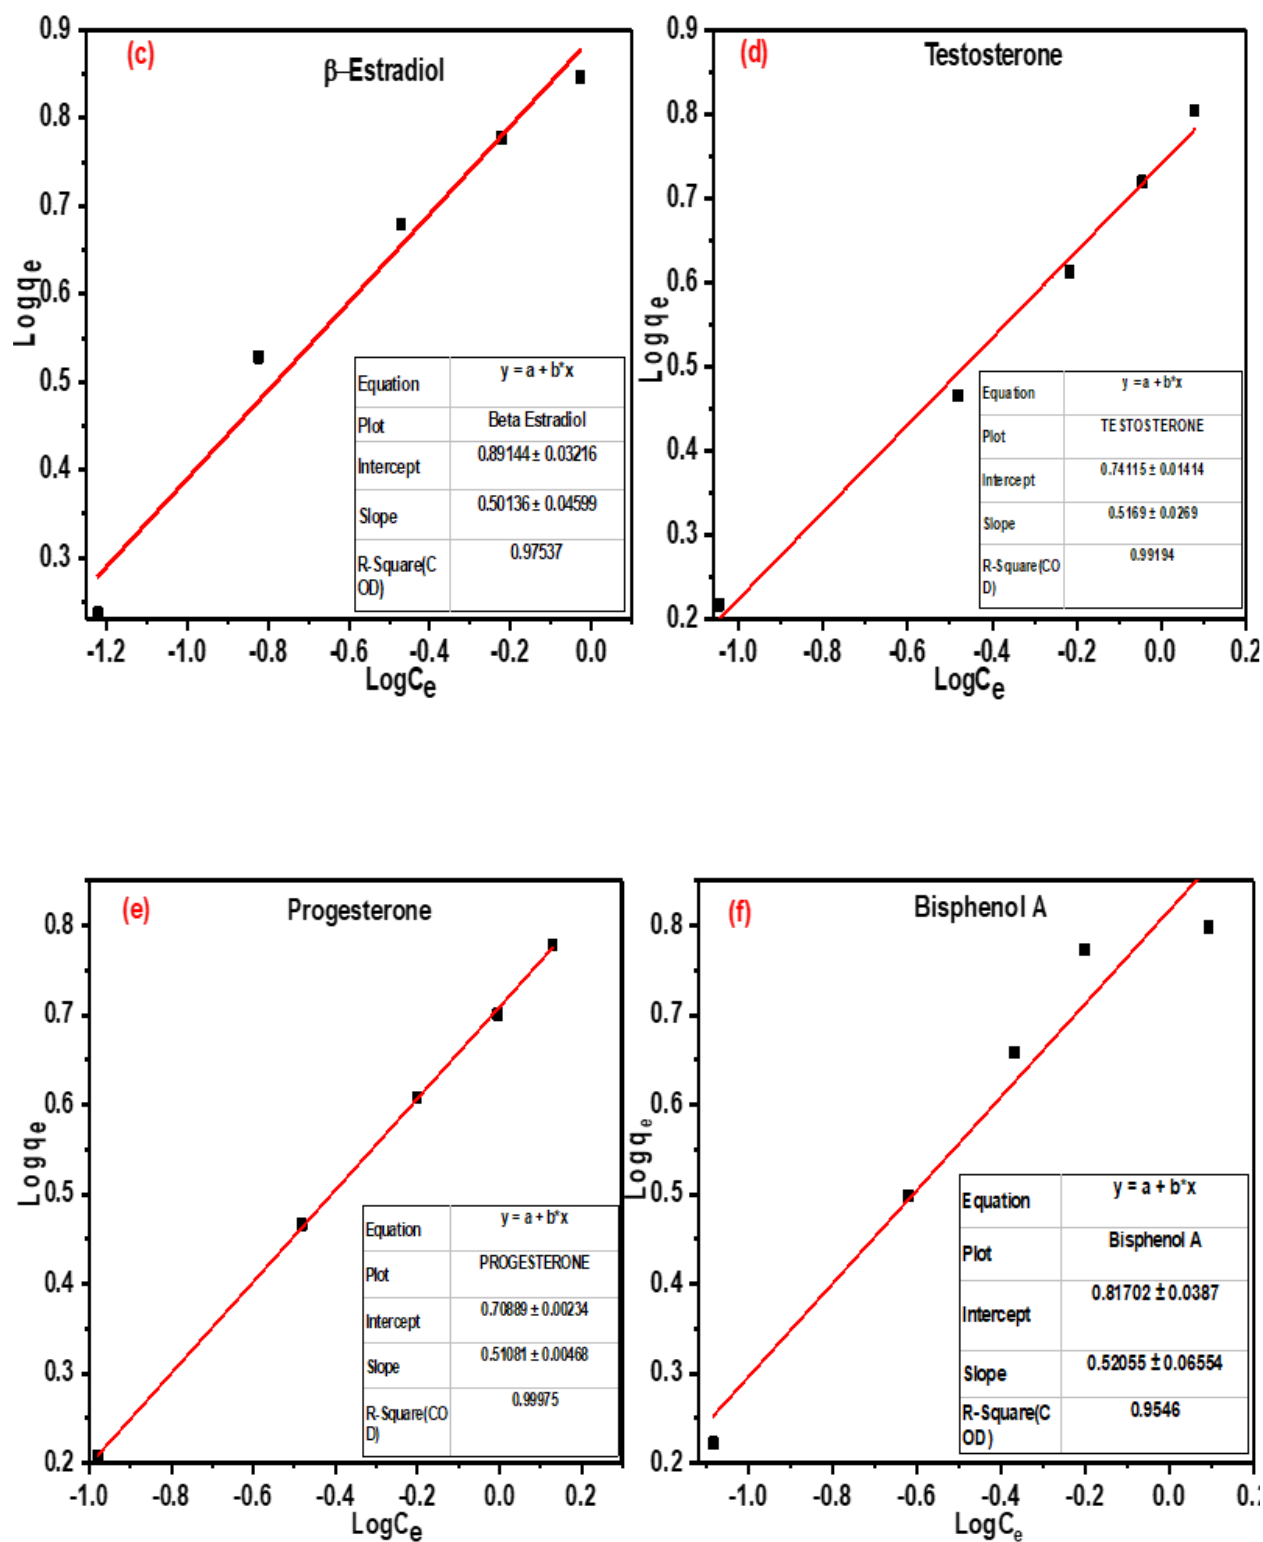 (c)
β–Estradiol
0.9
0.8
0.7
0.6
0.5
0.4
0.3
Logqe
-1.2 -1.0 -0.8 -0.6 -0.4 -0.2 0.0
LogCe
Equation y = a + b*x
Plot Beta Estradiol
Intercept 0.89144 ± 0.03216
Slope 0.50136 ± 0.04599
R-Square(C
OD) 0.97537
(d)
Testosterone
0.9
0.8
0.7
0.6
0.5
0.4
0.3
0.2
Logqe
-1.0 -0.8 -0.6 -0.4 -0.2 0.0 0.2
LogCe
Equation y = a + b*x
Plot TESTOSTERONE
Intercept 0.74115 ± 0.01414
Slope 0.5169 ± 0.0269
R-Square(CO
D) 0.99194
(e)
Progesterone
0.8
0.7
0.6
0.5
0.4
0.3
0.2
Logqe
-1.0 -0.8 -0.6 -0.4 -0.2 0.0 0.2
LogCe
Equation y = a + b*x
Plot PROGESTERONE
Intercept 0.70889 ± 0.00234
Slope 0.51081 ± 0.00468
R-Square(CO
D) 0.99975
(f)
Bisphenol A
0.8
0.7
0.6
0.5
0.4
0.3
0.2
Logqe
-1.0 -0.8 -0.6 -0.4 -0.2 0.0
LogCe
Equation y = a + b*x
Plot Bisphenol A
Intercept 0.81702 ± 0.0387
Slope 0.52055 ± 0.06554
R-Square(C
OD) 0.9546